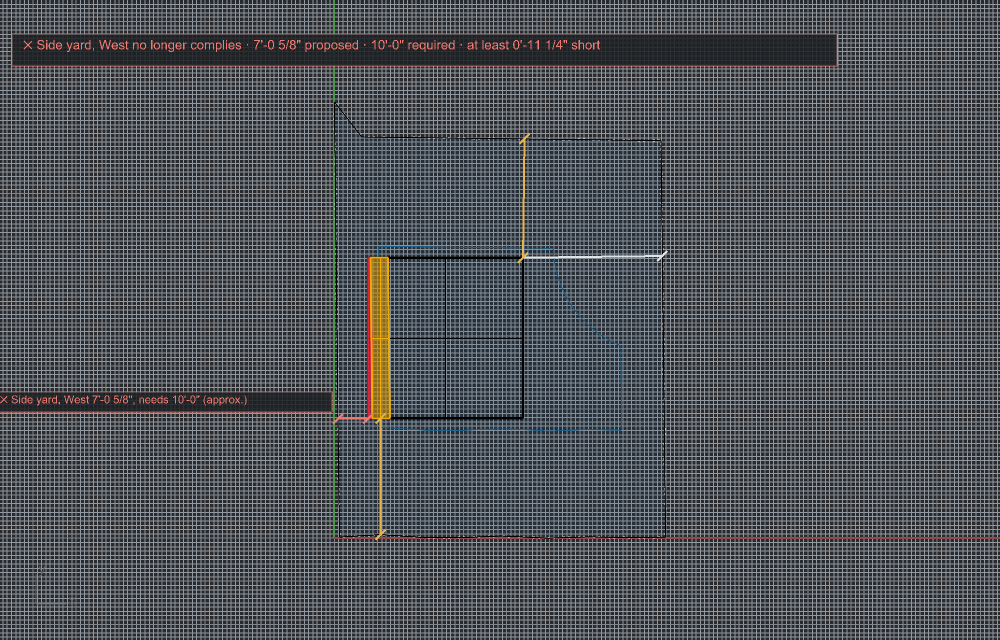 × Side yard, West no longer complies · 7'-0 5/8" proposed · 10'-0" required · at least 0'-11 1/4" short
× Side yard, West 7'-0 5/8", needs 10'-0" (approx.)